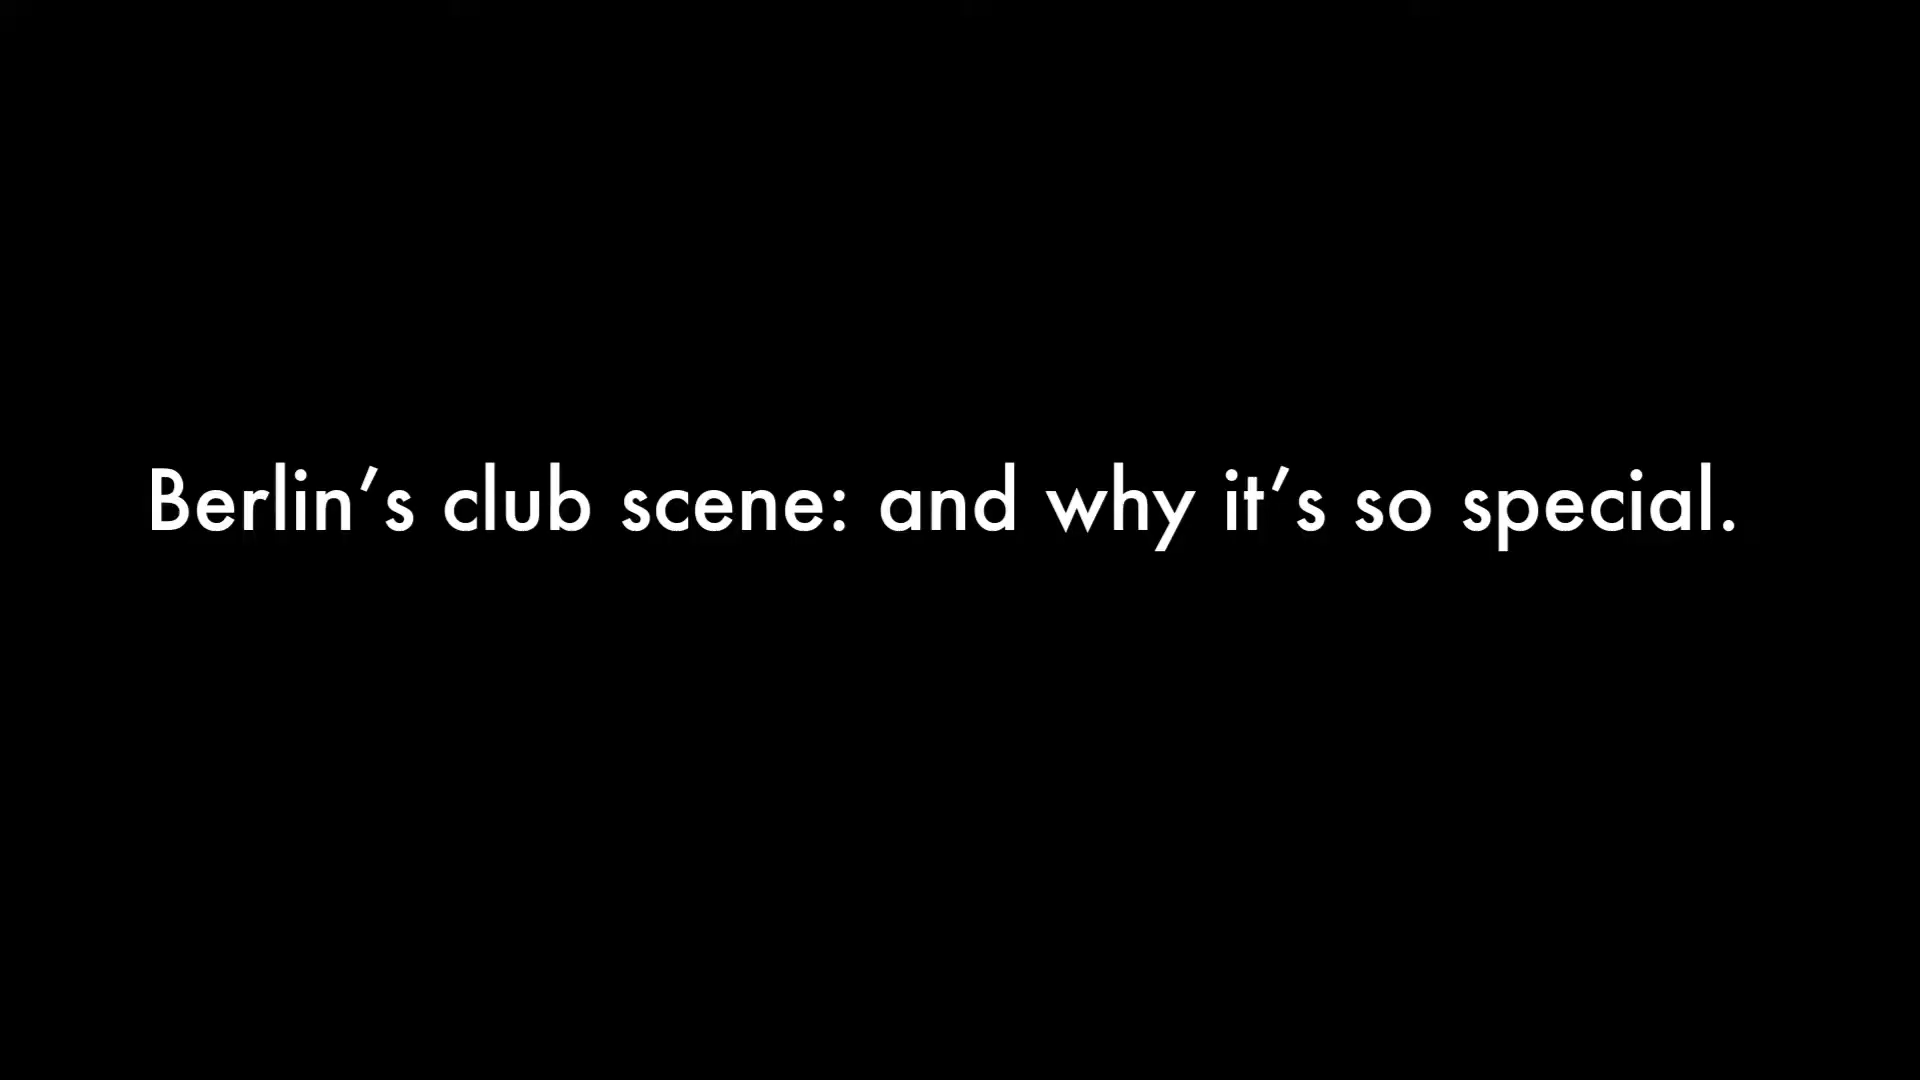 Berlin’s club scene: and why it’s so special.